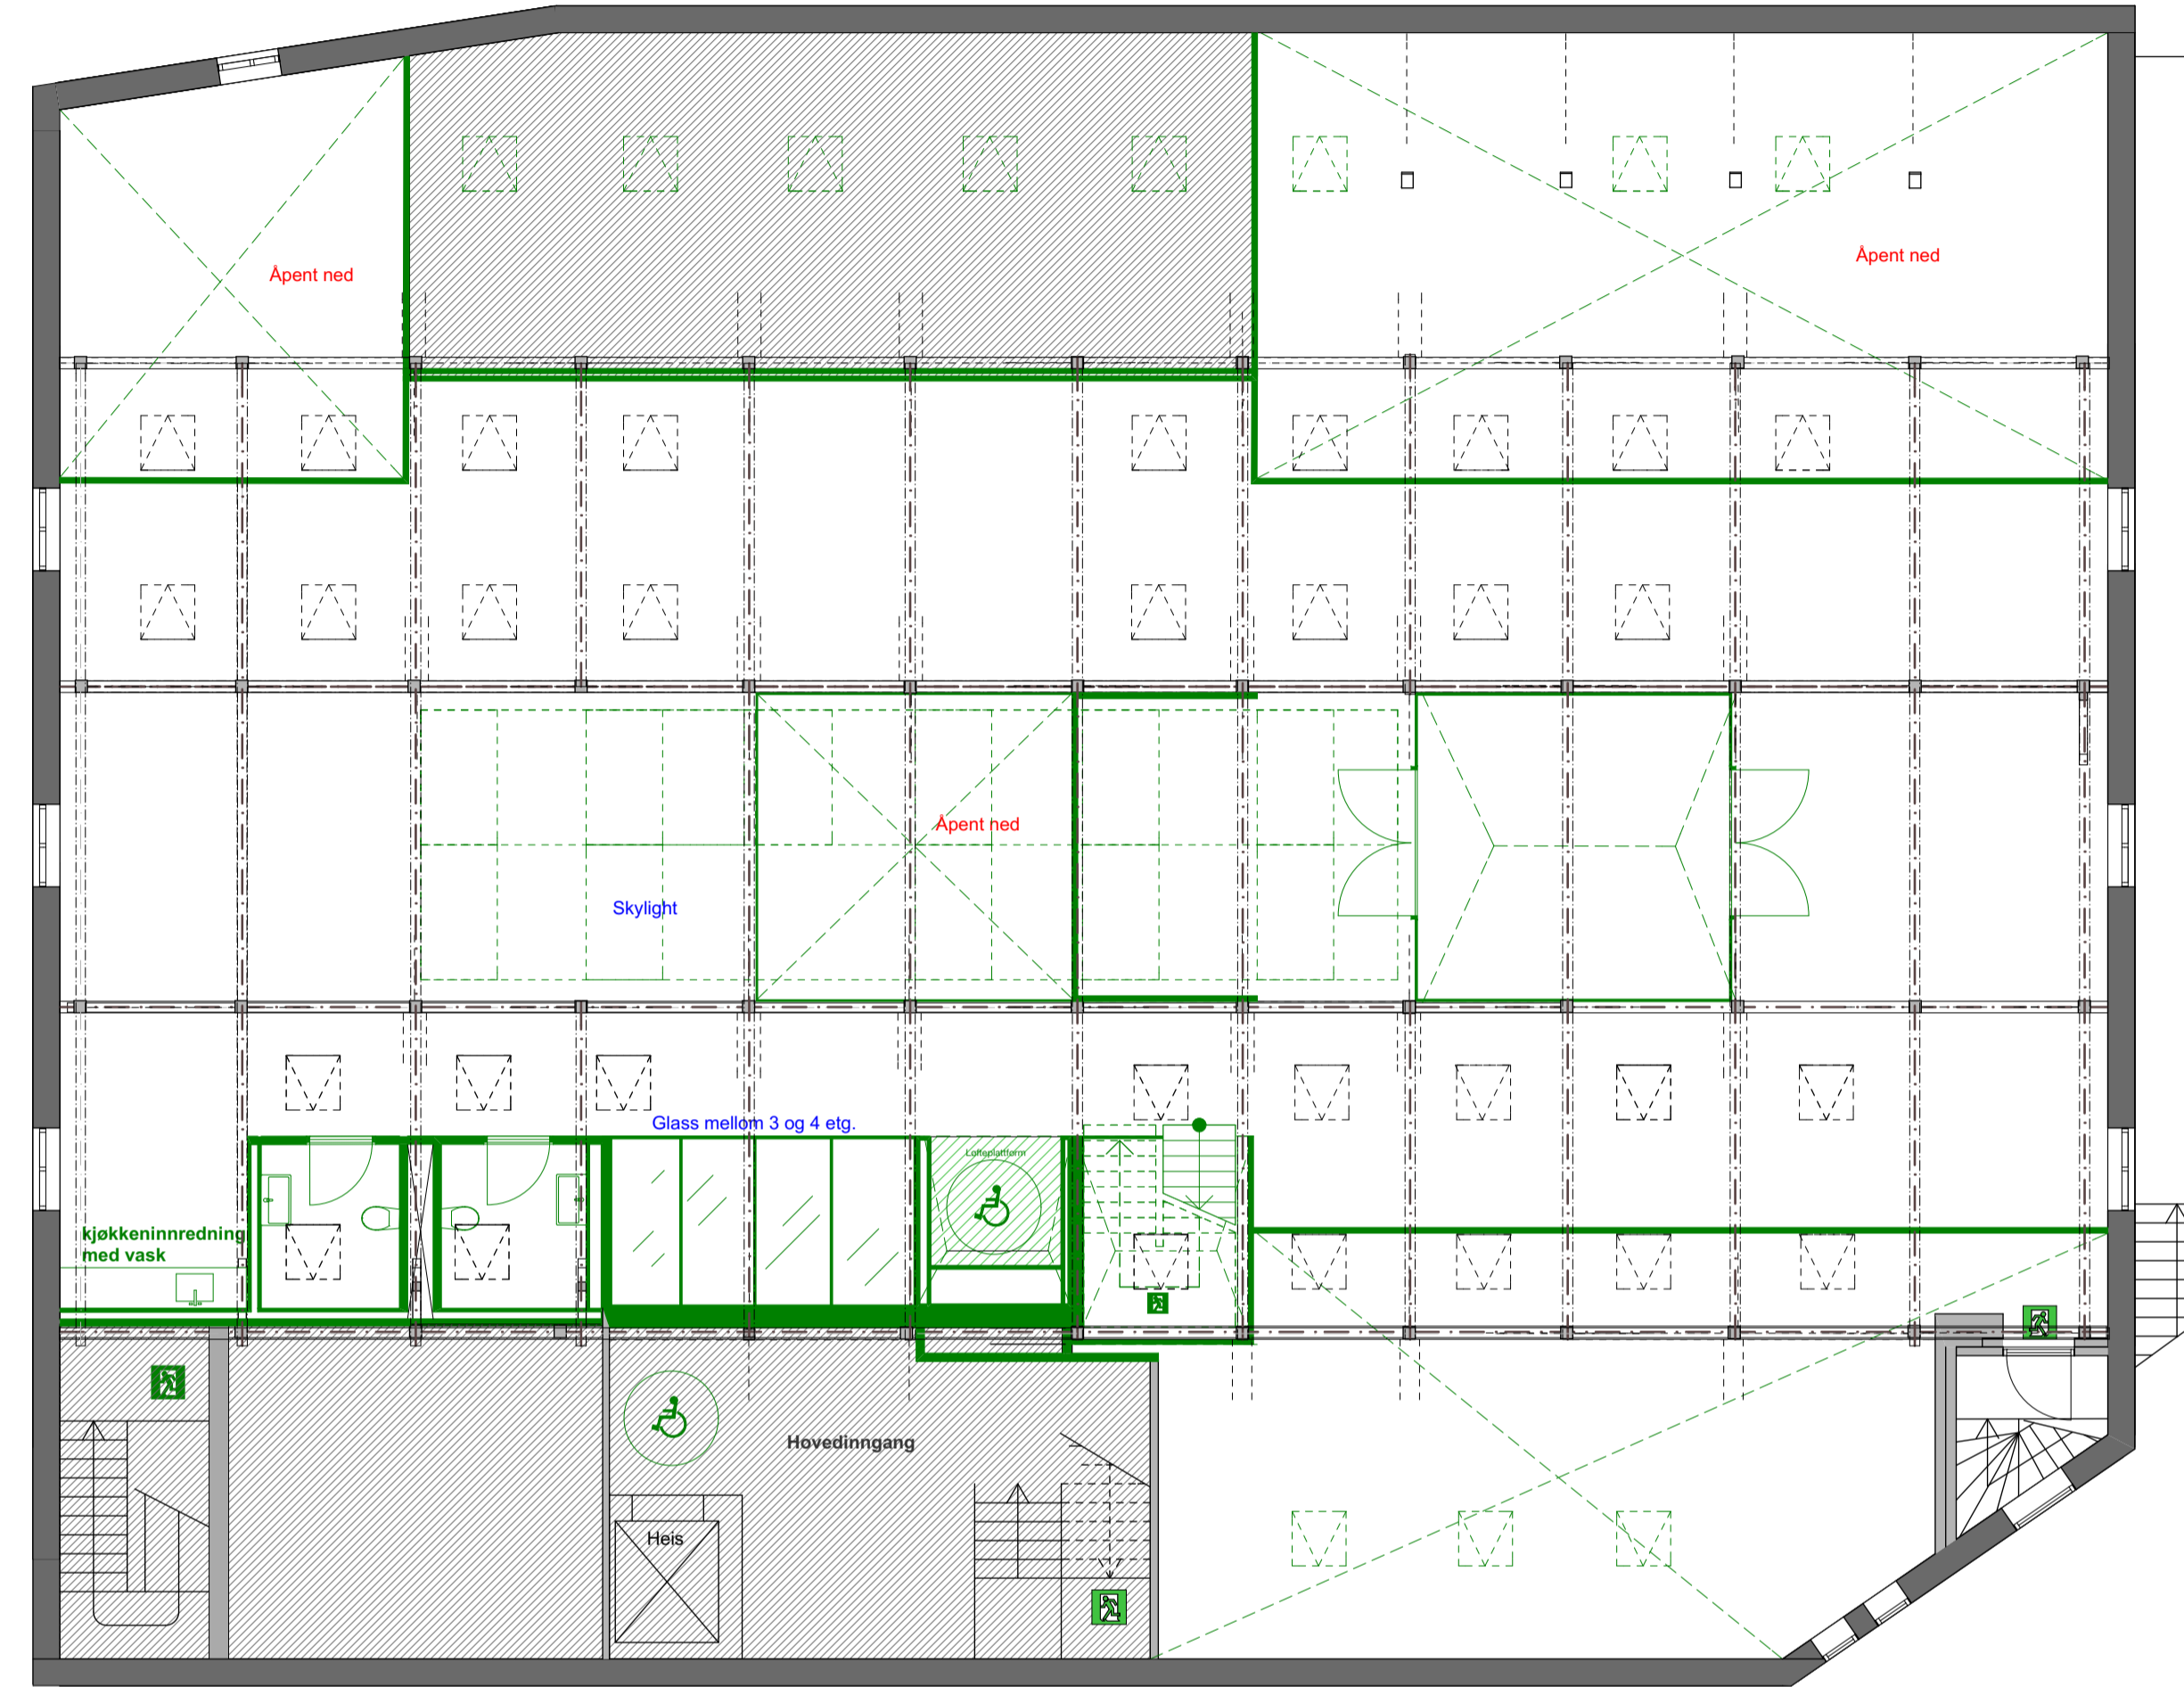 Åpent ned
Åpent ned
Åpent ned
Skylight
Glass mellom 3 og 4 etg.
Løfteplattform
kjøkkeninnredning
med vask
Hovedinngang
Heis